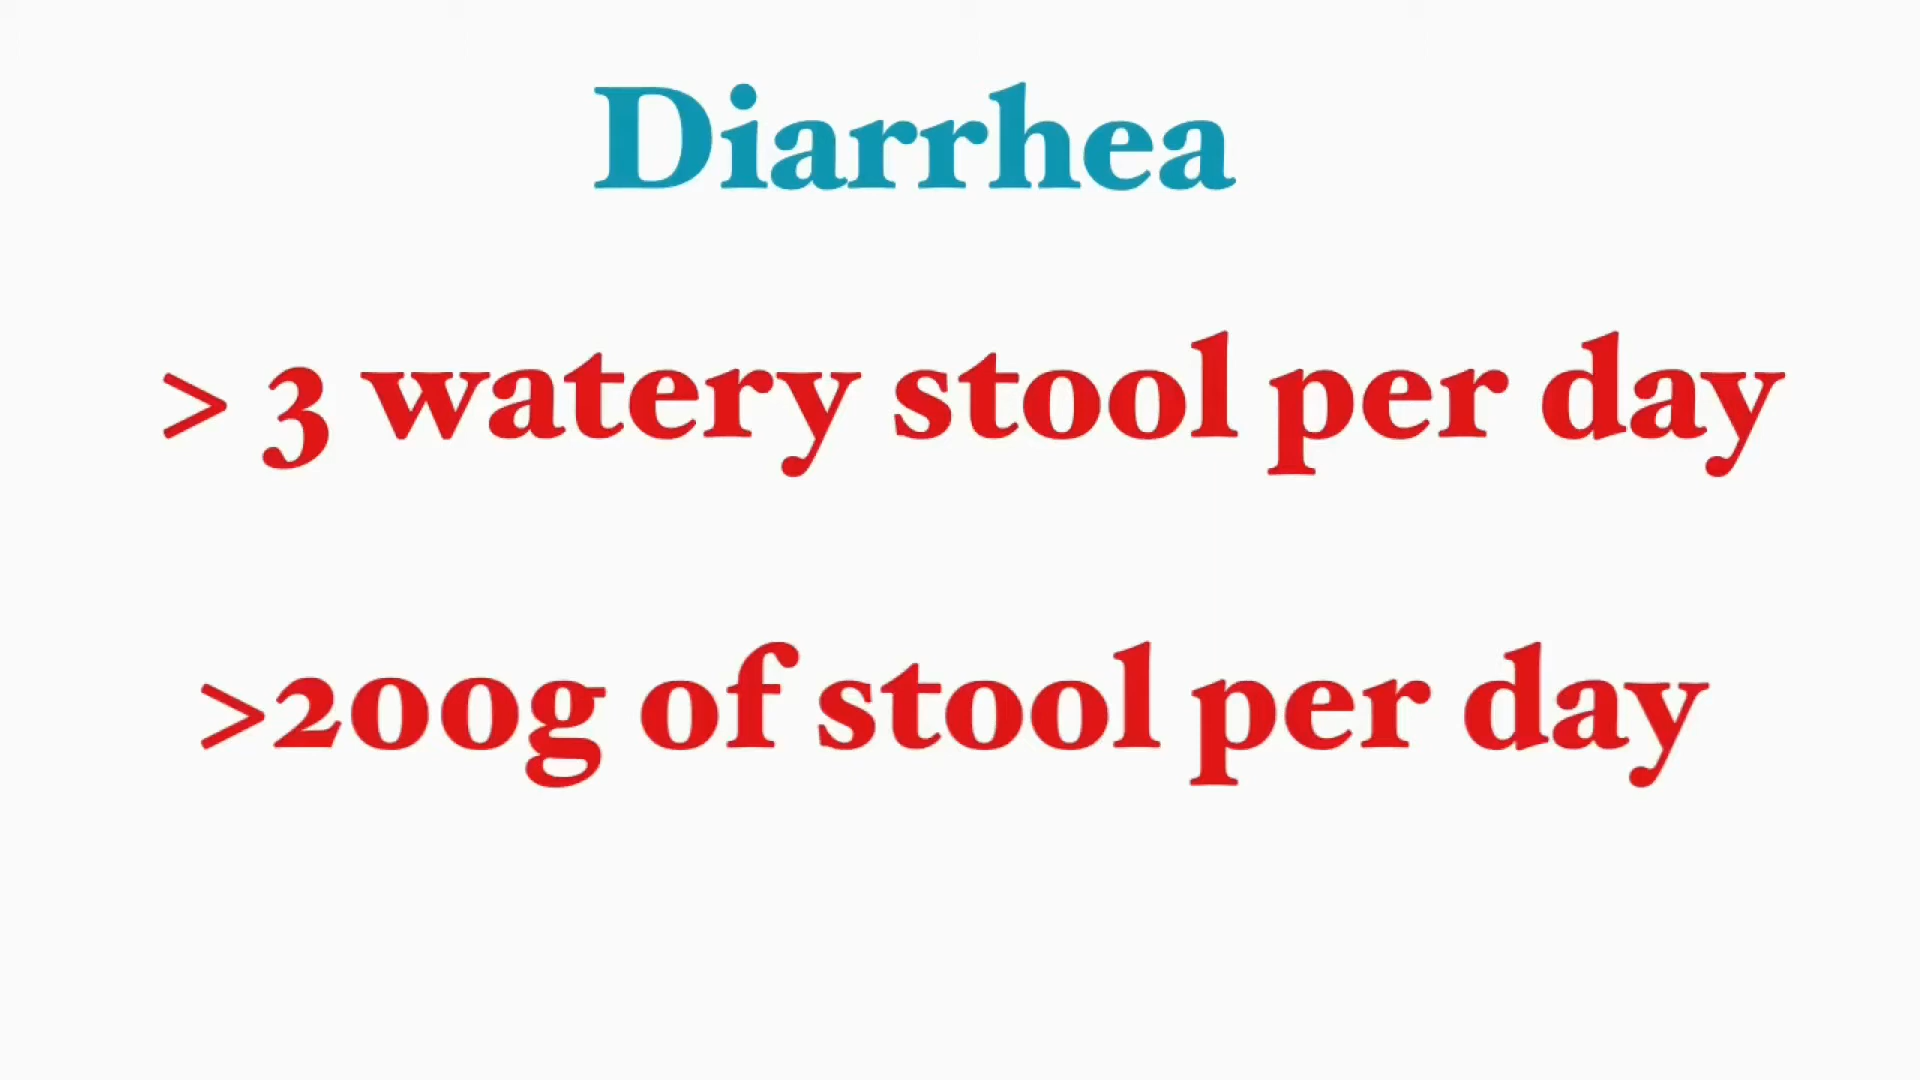 Diarrhea
> 3 watery stool per day
>200g of stool per day